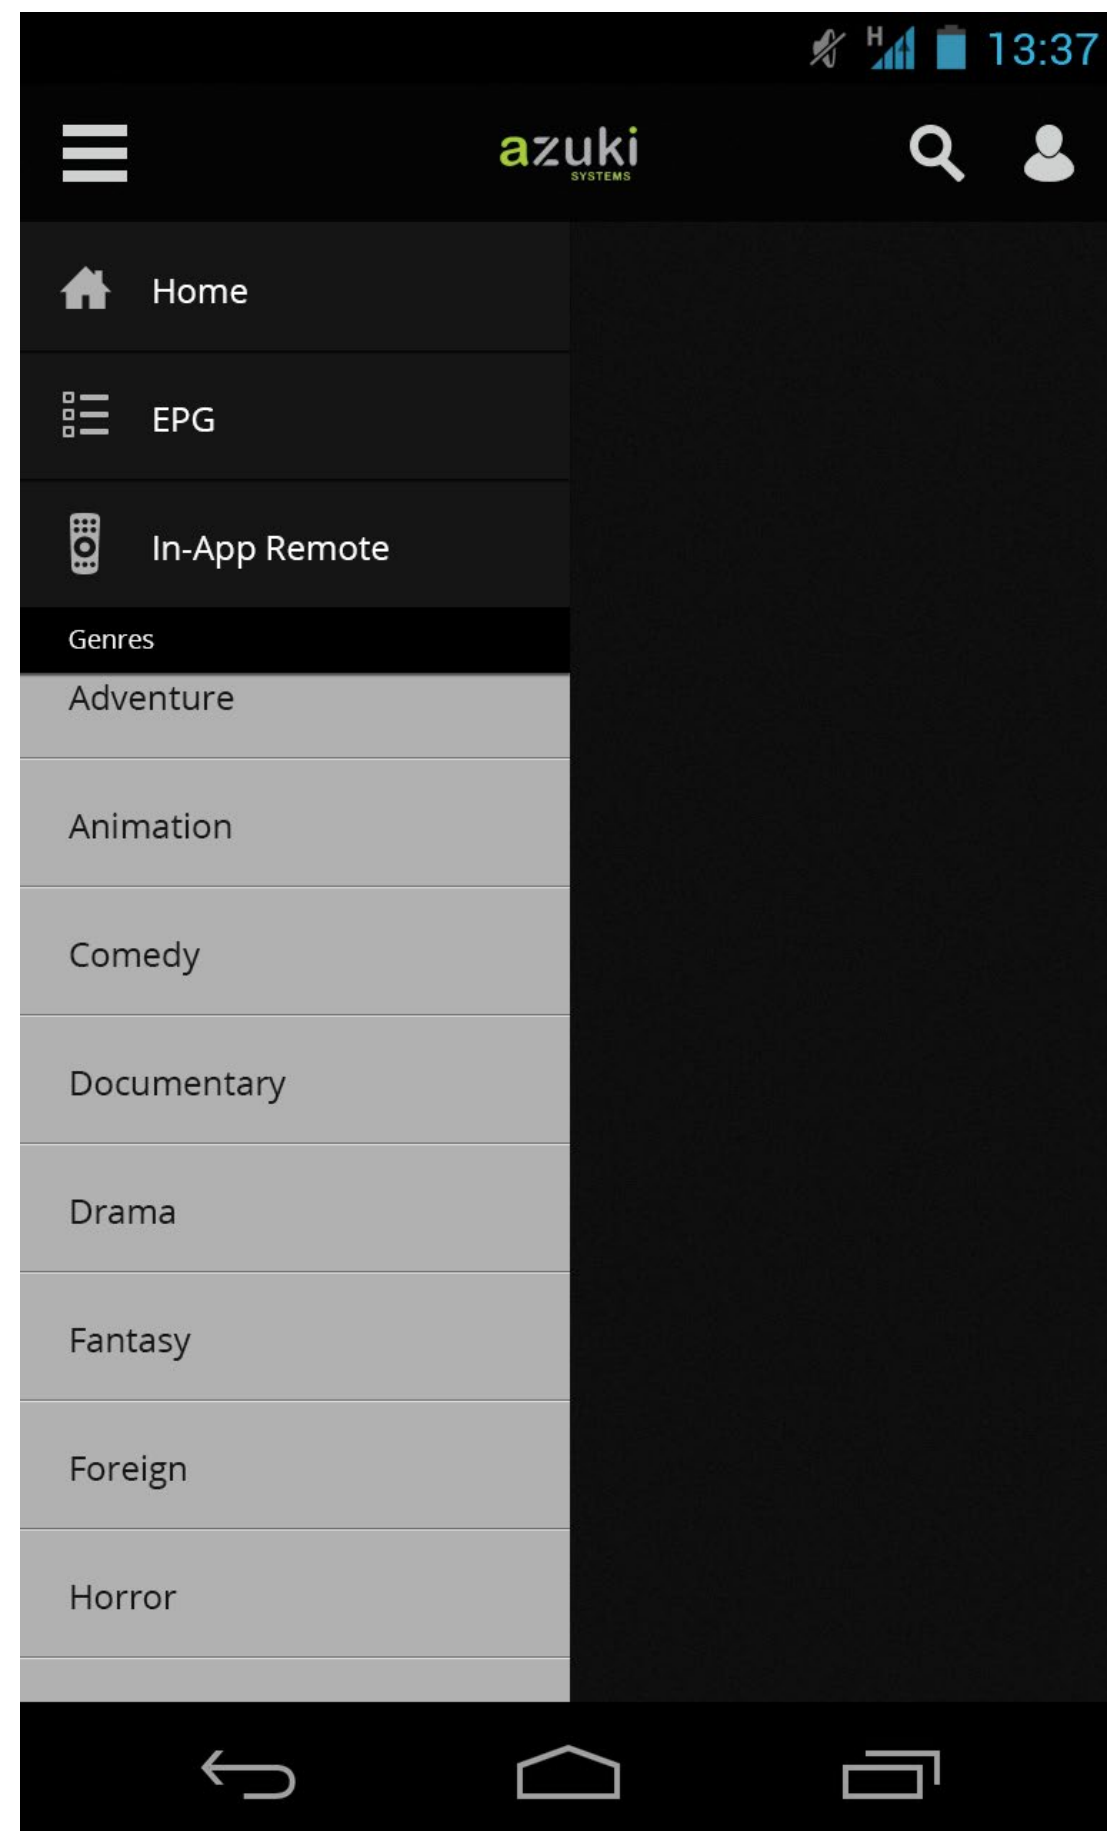 H 13:37
azuki
SYSTEMS
Home
EPG
In-App Remote
Genres
Adventure
Animation
Comedy
Documentary
Drama
Fantasy
Foreign
Horror